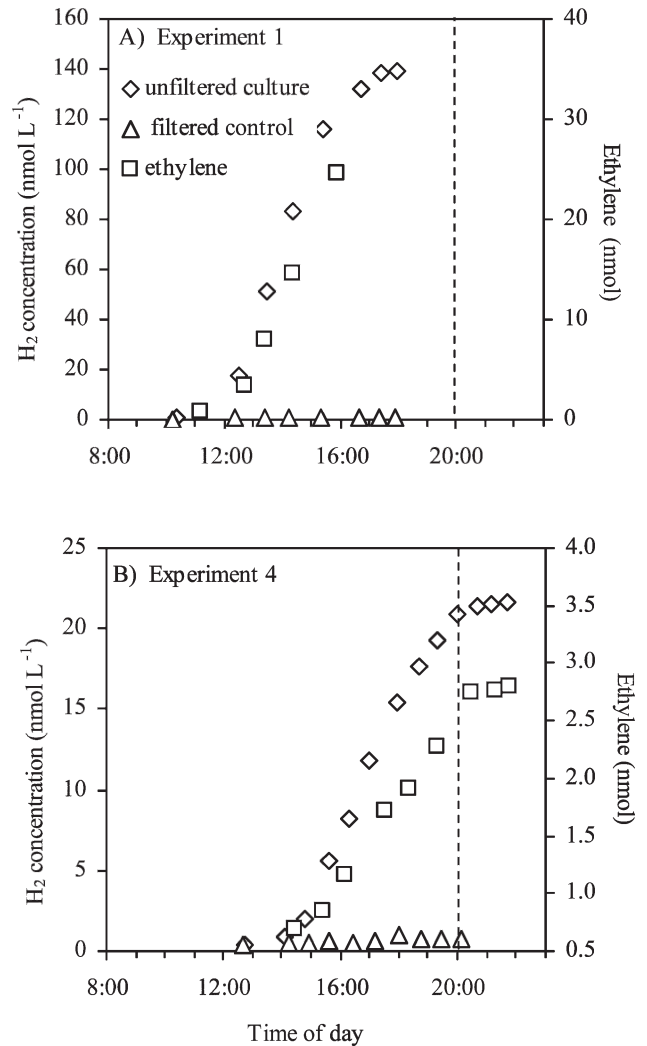 A) Experiment 1
unfiltered culture
filtered control
ethylene
H2 concentration (nmol L-1)
160
140
120
100
80
60
40
20
0
Ethylene (nmol)
40
30
20
10
0
8:00 12:00 16:00 20:00
B) Experiment 4
H2 concentration (nmol L-1)
25
20
15
10
5
0
Ethylene (nmol)
4.0
3.5
3.0
2.5
2.0
1.5
1.0
0.5
8:00 12:00 16:00 20:00
Time of day